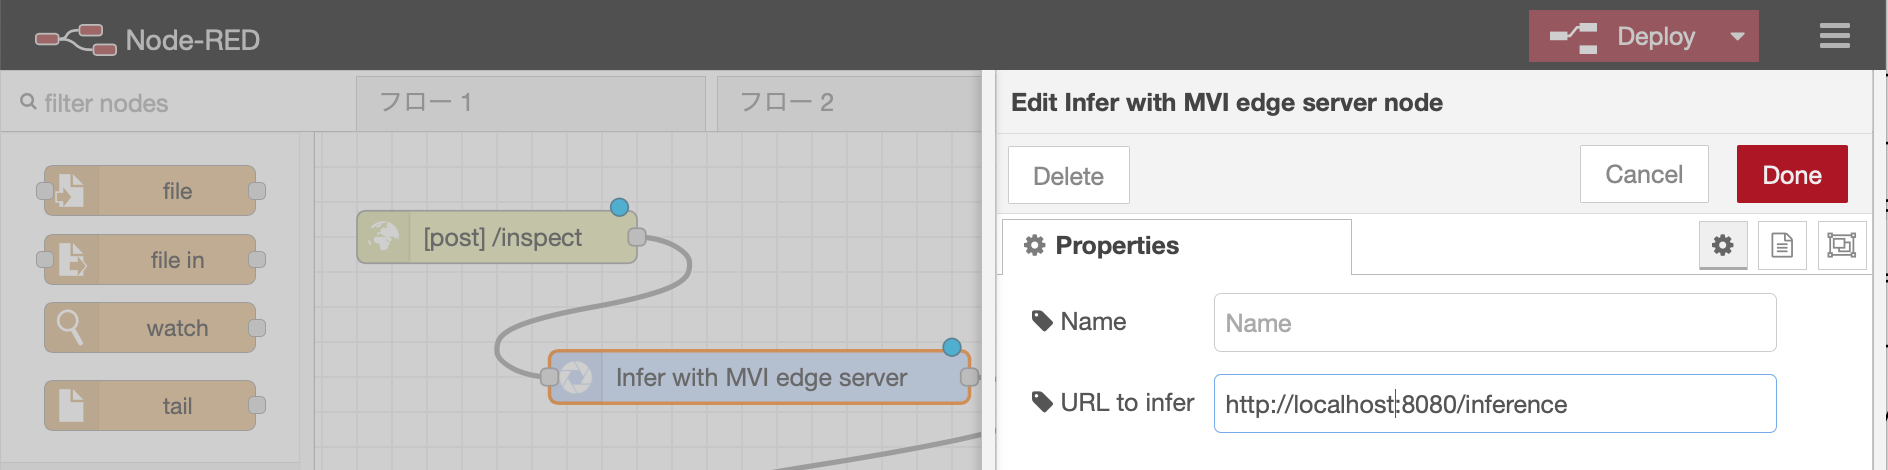 Node-RED
Deploy
filter nodes
フロー 1
フロー 2
Edit Infer with MVI edge server node
Delete
Cancel
Done
file
[post] /inspect
Properties
file in
Name
Name
watch
Infer with MVI edge server
URL to infer
http://localhost:8080/inference
tail